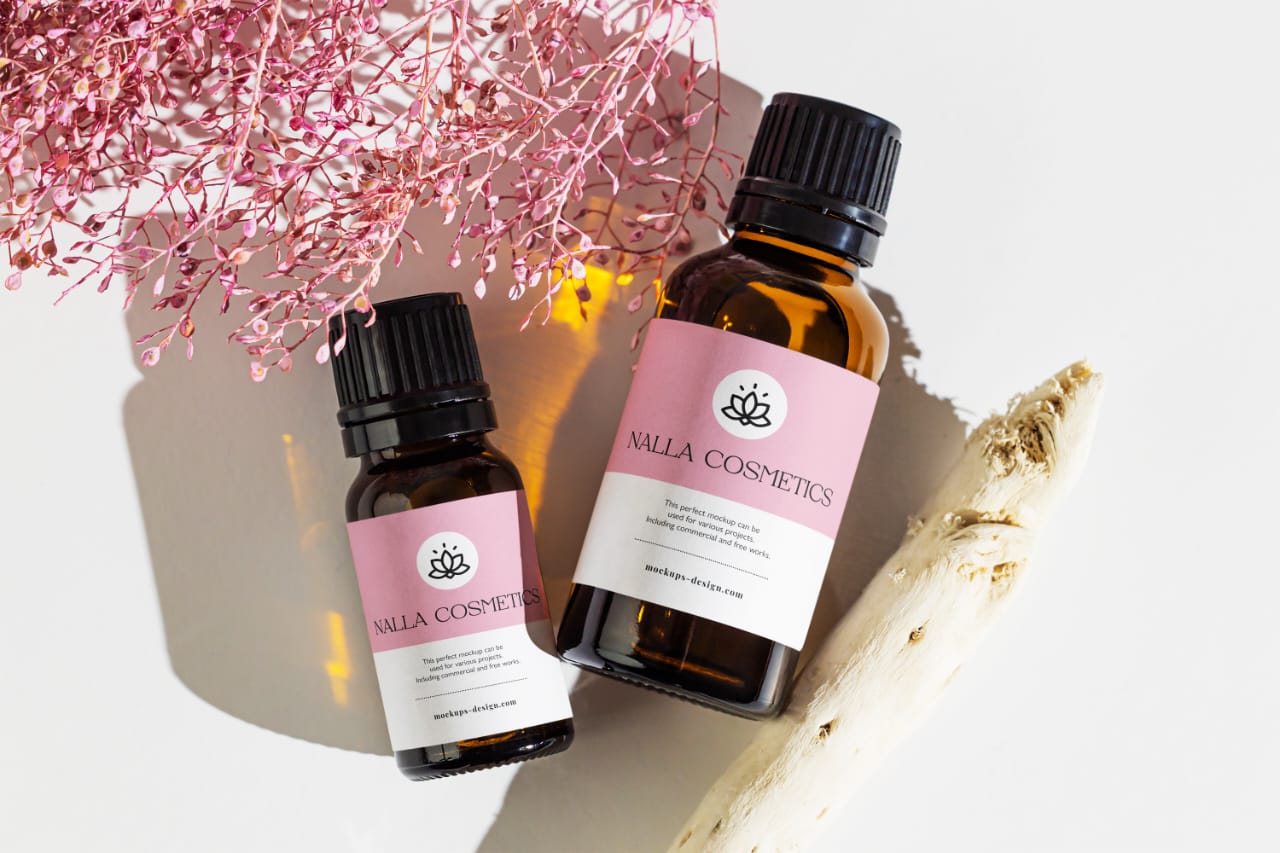 NALLA COSMETICS
This perfect mockup can be
used for various projects.
Including commercial and free works.
mockups-design.com
NALLA COSMETICS
This perfect mockup can be
used for various projects.
Including commercial and free works.
mockups-design.com